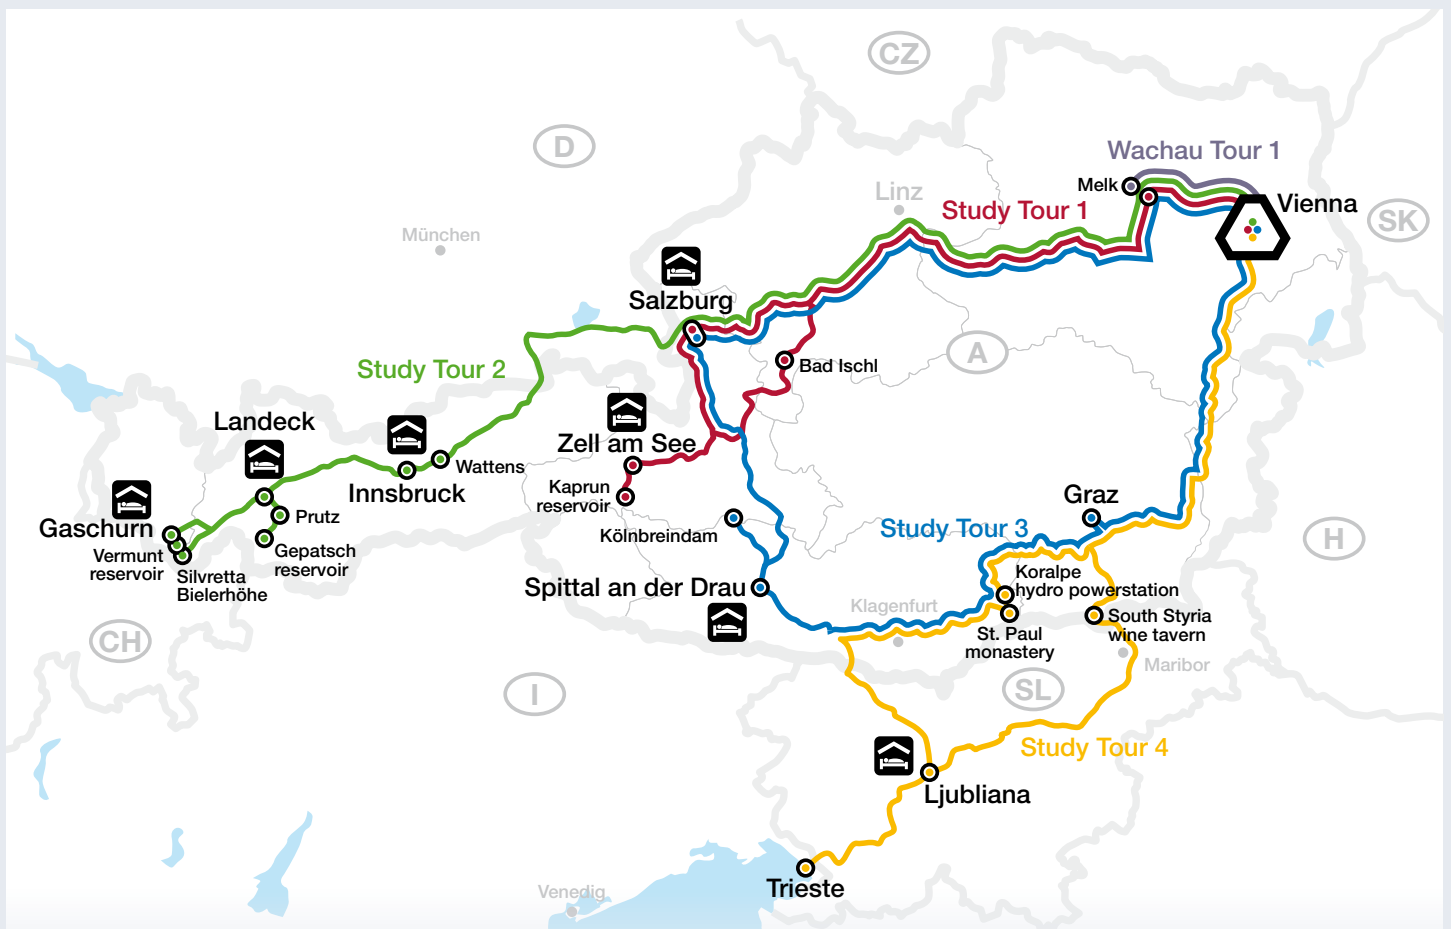 CZ
D
Wachau Tour 1
Melk
Linz
Study Tour 1
Vienna
SK
München
Salzburg
A
Study Tour 2
Bad Ischl
Landeck
Zell am See
Wattens
Innsbruck
Kaprun
reservoir
Graz
Gaschurn
Prutz
Kölnbreindam
Study Tour 3
H
Vermunt
reservoir
Gepatsch
reservoir
Silvretta
Bielerhöhe
Spittal an der Drau
Koralpe
hydro powerstation
Klagenfurt
South Styria
wine tavern
St. Paul
monastery
CH
Maribor
I
SL
Study Tour 4
Ljubliana
Trieste
Venedig